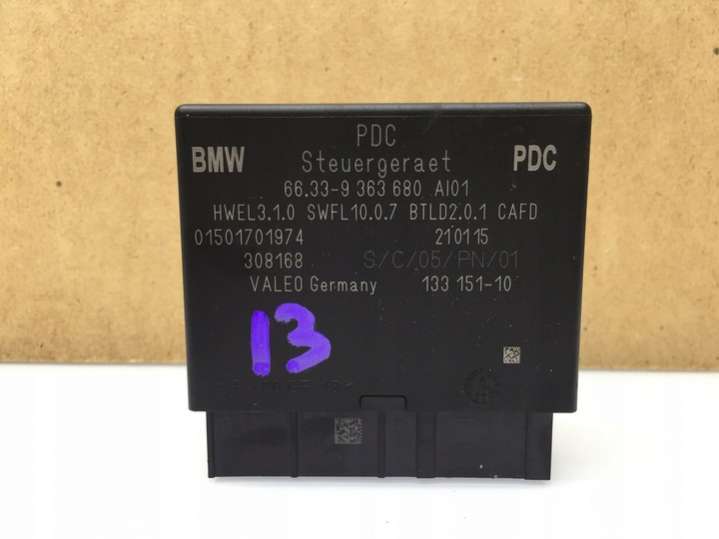 PDC
BMW Steuergeraet PDC
66.33-9 363 680 AI01
HWEL3.1.0 SWFL10.0.7 BTLD2.0.1 CAFD
01501701974 210115
308168 S/C/05/PN/01
VALEO Germany 133 151-10
13